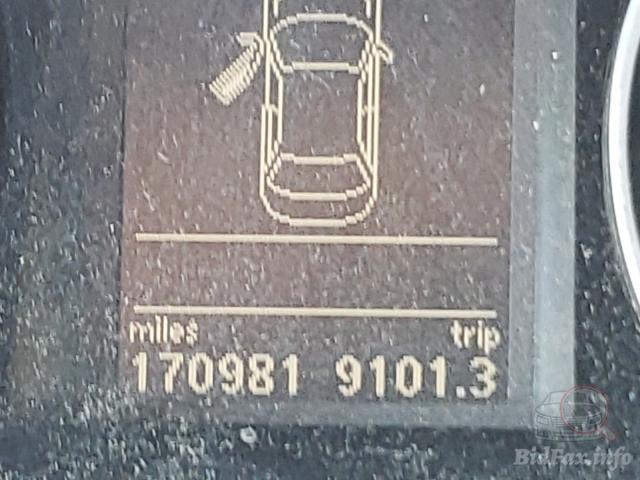 miles trip
170981 9101.3
BidFax.info